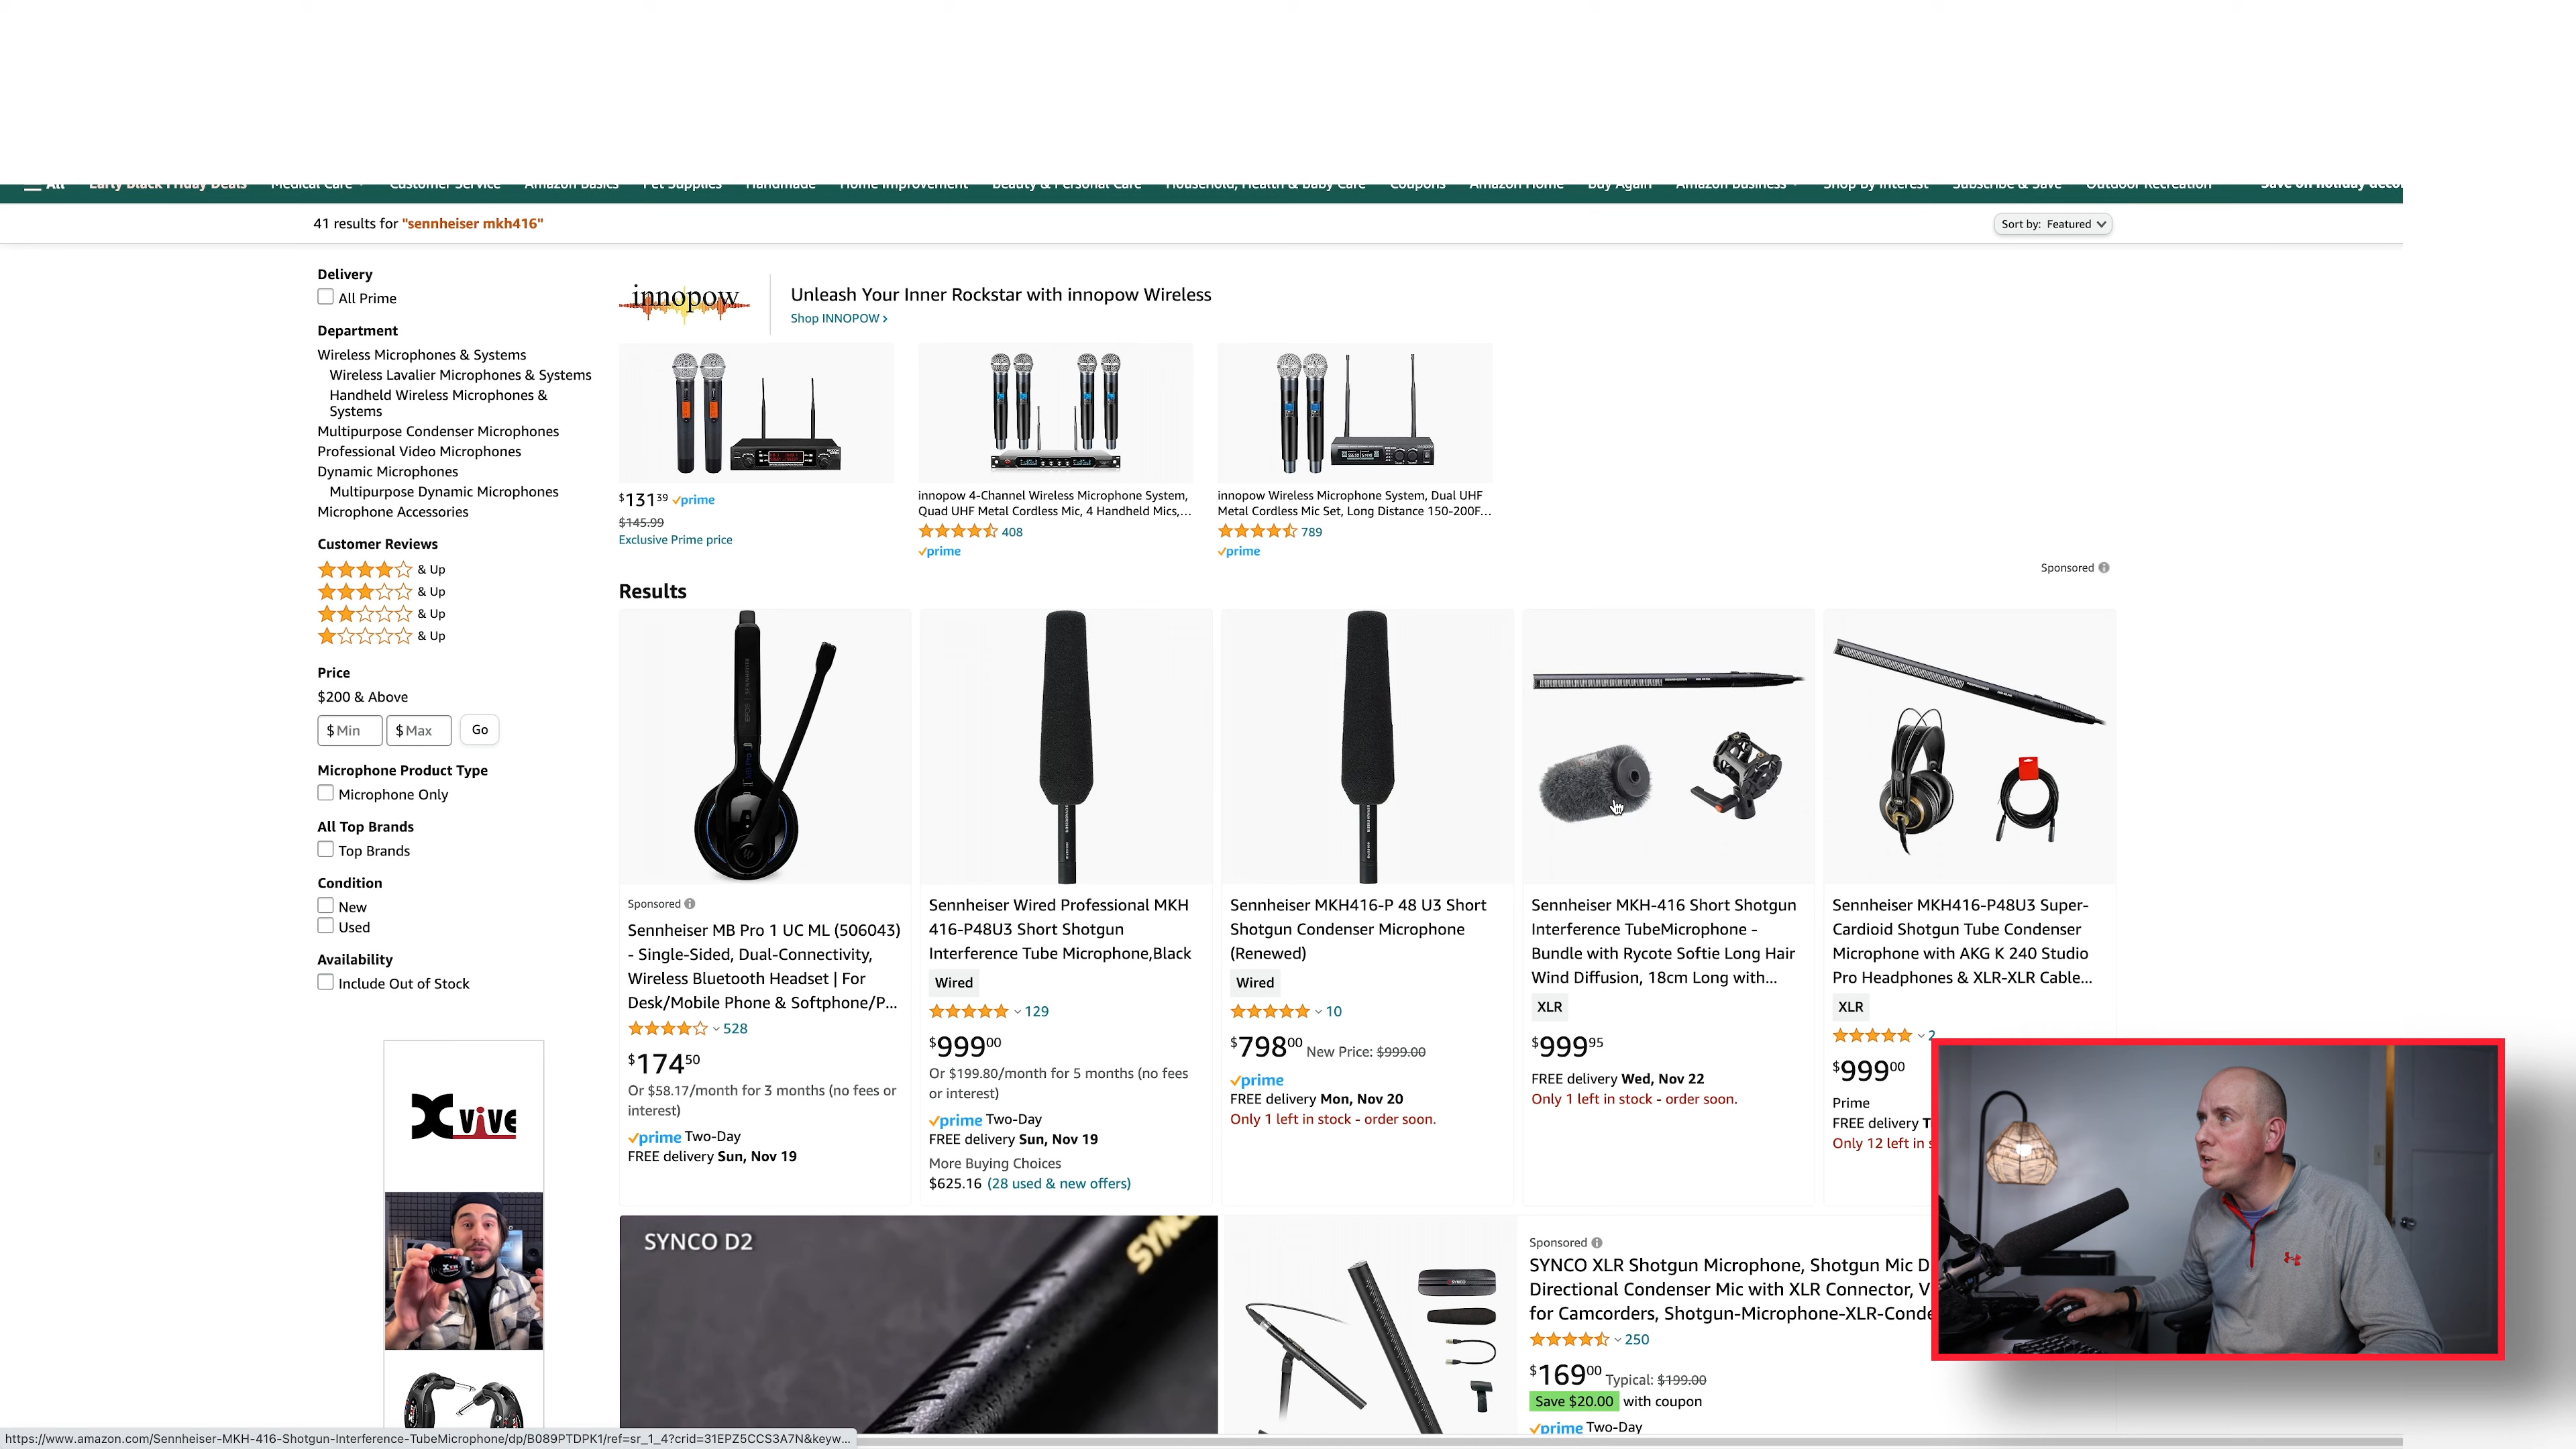 All Early Black Friday Deals Medical Care Customer Service Amazon Basics Pet Supplies Handmade Home Improvement Beauty & Personal Care Household, Health & Baby Care Coupons Amazon Home Buy Again Amazon Business Shop By Interest Subscribe & Save Outdoor Recreation Save on holiday
41 results for "sennheiser mkh416"
Sort by: Featured
Delivery
All Prime
Department
Wireless Microphones & Systems
Wireless Lavalier Microphones & Systems
Handheld Wireless Microphones &
Systems
Multipurpose Condenser Microphones
Professional Video Microphones
Dynamic Microphones
Multipurpose Dynamic Microphones
Microphone Accessories
Customer Reviews
& Up
& Up
& Up
& Up
Price
$200 & Above
$ Min $ Max Go
Microphone Product Type
Microphone Only
All Top Brands
Top Brands
Condition
New
Used
Availability
Include Out of Stock
Xvive
innopow
Unleash Your Inner Rockstar with innopow Wireless
Shop INNOPOW ›
$131 39 prime
$145.99
Exclusive Prime price
innopow 4-Channel Wireless Microphone System,
Quad UHF Metal Cordless Mic, 4 Handheld Mics,...
408
prime
innopow Wireless Microphone System, Dual UHF
Metal Cordless Mic Set, Long Distance 150-200F...
789
prime
Sponsored
Results
Sponsored
Sennheiser MB Pro 1 UC ML (506043)
- Single-Sided, Dual-Connectivity,
Wireless Bluetooth Headset | For
Desk/Mobile Phone & Softphone/P...
528
$174 50
Or $58.17/month for 3 months (no fees or
interest)
prime Two-Day
FREE delivery Sun, Nov 19
Sennheiser Wired Professional MKH
416-P48U3 Short Shotgun
Interference Tube Microphone,Black
Wired
129
$999 00
Or $199.80/month for 5 months (no fees
or interest)
prime Two-Day
FREE delivery Sun, Nov 19
More Buying Choices
$625.16 (28 used & new offers)
Sennheiser MKH416-P 48 U3 Short
Shotgun Condenser Microphone
(Renewed)
Wired
10
$798 00 New Price: $999.00
prime
FREE delivery Mon, Nov 20
Only 1 left in stock - order soon.
Sennheiser MKH-416 Short Shotgun
Interference TubeMicrophone -
Bundle with Rycote Softie Long Hair
Wind Diffusion, 18cm Long with...
XLR
$999 95
FREE delivery Wed, Nov 22
Only 1 left in stock - order soon.
Sennheiser MKH416-P48U3 Super-
Cardioid Shotgun Tube Condenser
Microphone with AKG K 240 Studio
Pro Headphones & XLR-XLR Cable...
XLR
2
$999 00
Prime
FREE delivery
Only 12 left in
SYNCO D2
Sponsored
SYNCO XLR Shotgun Microphone, Shotgun Mic
Directional Condenser Mic with XLR Connector,
for Camcorders, Shotgun-Microphone-XLR-Conde
250
$169 00 Typical: $199.00
Save $20.00 with coupon
prime Two-Day
https://www.amazon.com/Sennheiser-MKH-416-Shotgun-Interference-TubeMicrophone/dp/B089PTDPK1/ref=sr_1_4?crid=31EPZ5CCS3A7N&keyw...